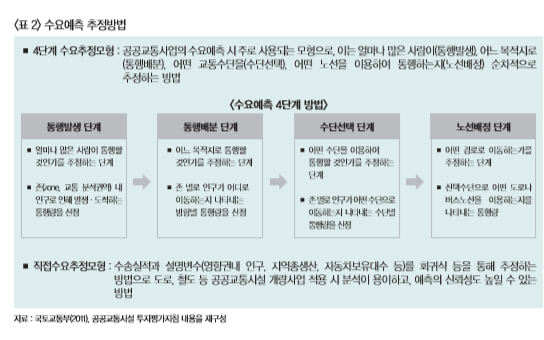 <표 2> 수요예측 추정방법
■ 4단계 수요추정모형 : 공공교통사업의 수요예측 시 주로 사용되는 모형으로, 이는 얼마나 많은 사람이(통행발생), 어느 목적지로
(통행배분), 어떤 교통수단을(수단선택), 어떤 노선을 이용하여 통행하는지(노선배정) 순차적으로
추정하는 방법
<수요예측 4단계 방법>
통행발생 단계
■ 얼마나 많은 사람이 통행할
것인가를 추정하는 단계
■ 존(zone, 교통 분석권역) 내
인구로 인해 발생·도착하는
통행량을 산정
통행배분 단계
■ 어느 목적지로 통행할
것인가를 추정하는 단계
■ 존 별로 인구가 어디로
이동하는지 나타내는
방향별 통행량을 산정
수단선택 단계
■ 어떤 수단을 이용하여
통행할 것인가를 추정하는
단계
■ 존 별로 인구가 어떤 수단으로
이동하는지 나타내는 수단별
통행량을 산정
노선배정 단계
■ 어떤 경로로 이동하는가를
추정하는 단계
■ 선택수단으로 어떤 도로나
버스노선을 이용하는지를
나타내는 통행량
■ 직접수요추정모형 : 수송실적과 설명변수(영향권내 인구, 지역총생산, 자동차보유대수 등)를 회귀식 등을 통해 추정하는
방법으로 도로, 철도 등 공공교통시설 개량사업 적용 시 분석이 용이하고, 예측의 신뢰성도 높일 수 있는
방법
자료 : 국토교통부(2011), 공공교통시설 투자평가지침 내용을 재구성